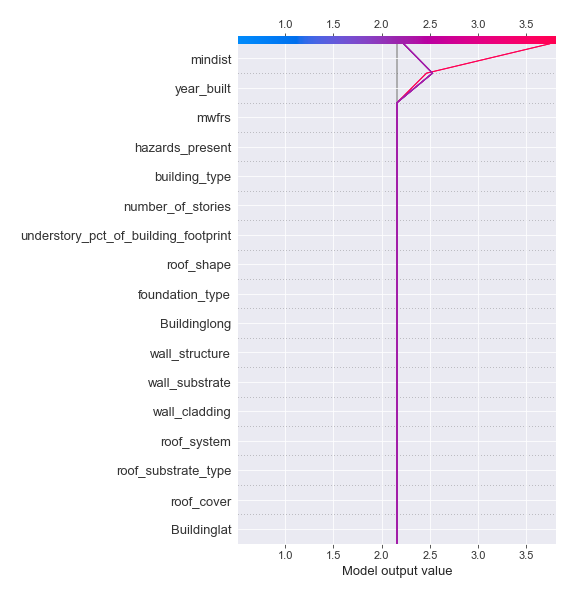 1.0 1.5 2.0 2.5 3.0 3.5
mindist
year_built
mwfrs
hazards_present
building_type
number_of_stories
understory_pct_of_building_footprint
roof_shape
foundation_type
Buildinglong
wall_structure
wall_substrate
wall_cladding
roof_system
roof_substrate_type
roof_cover
Buildinglat
1.0 1.5 2.0 2.5 3.0 3.5
Model output value